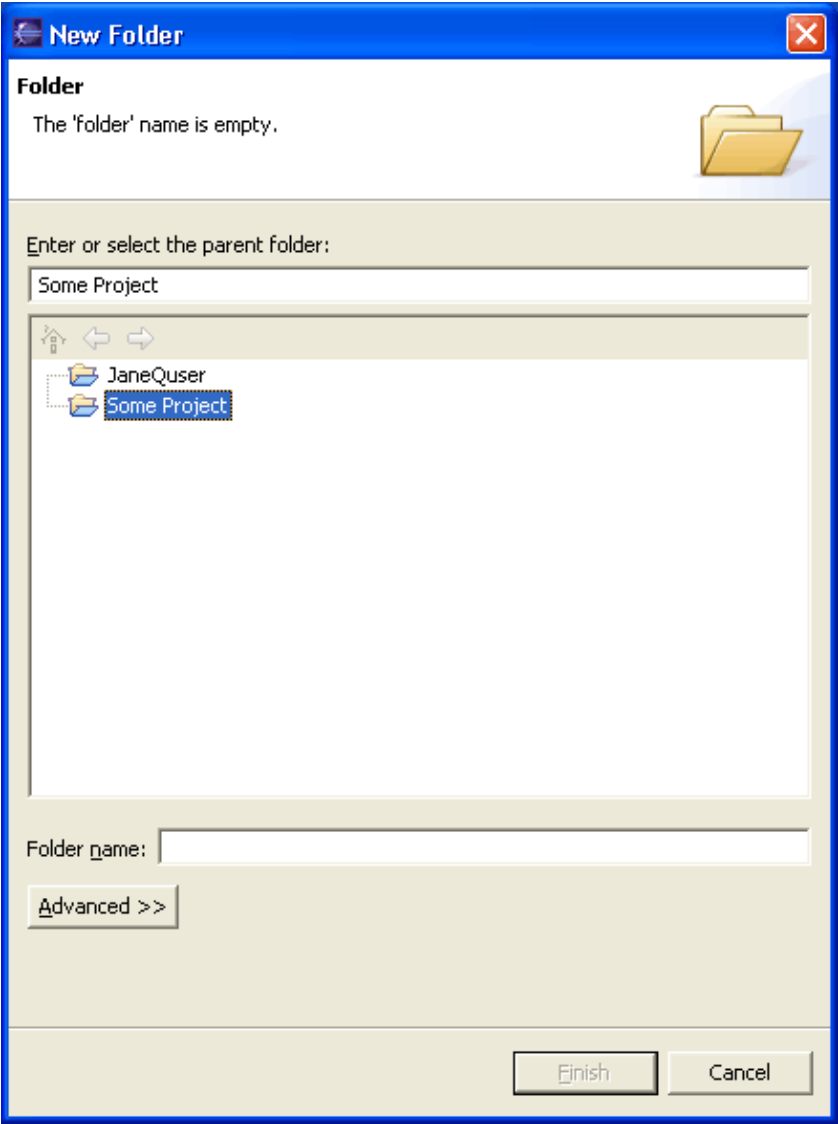 New Folder
Folder
The 'folder' name is empty.
Enter or select the parent folder:
Some Project
JaneQuser
Some Project
Folder name:
Advanced >>
Finish
Cancel